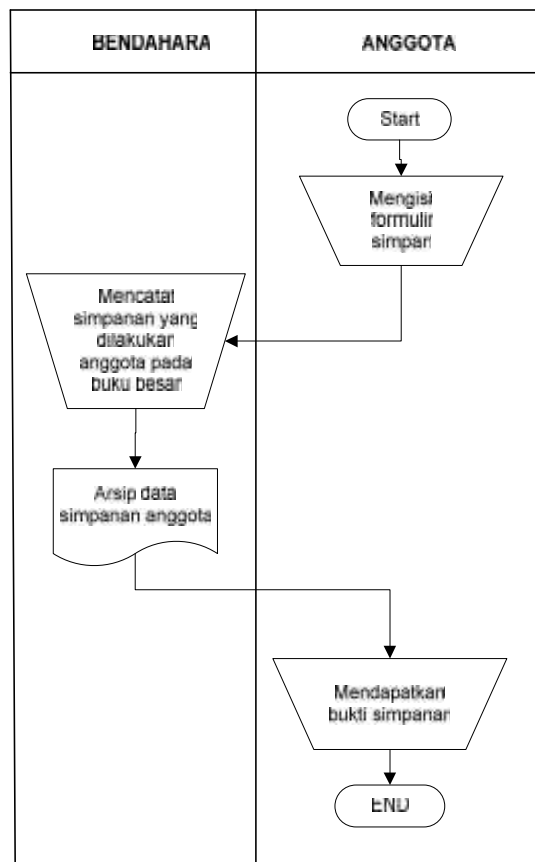 BENDAHARA
ANGGOTA
Start
Mengisi
formulir
simpan
Mencatat
simpanan yang
dilakukan
anggota pada
buku besar
Arsip data
simpanan anggota
Mendapatkan
bukti simpanan
END